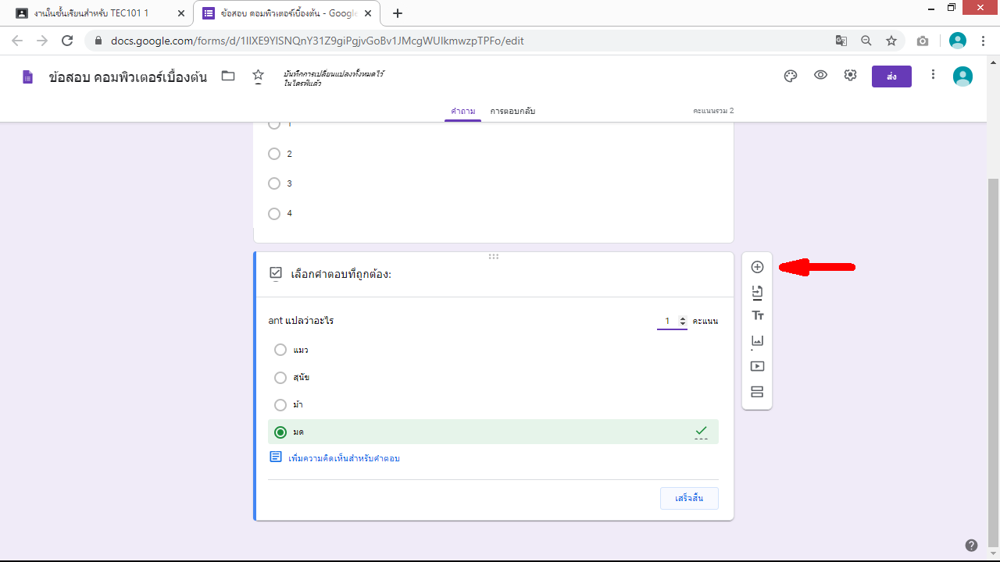 งานในชั้นเรียนสำหรับ TEC101 1
ข้อสอบ คอมพิวเตอร์เบื้องต้น - Google
docs.google.com/forms/d/1IlXE9YlSNQnY31Z9giPgjvGoBv1JMcgWUIkmwzpTPFo/edit
ข้อสอบ คอมพิวเตอร์เบื้องต้น
บันทึกการเปลี่ยนแปลงทั้งหมดไว้
ในไดรฟ์แล้ว
ส่ง
คำถาม
การตอบกลับ
คะแนนรวม 2
1
2
3
4
เลือกคำตอบที่ถูกต้อง:
ant แปลว่าอะไร
1 คะแนน
แมว
สุนัข
ม้า
มด
เพิ่มความคิดเห็นสำหรับคำตอบ
เสร็จสิ้น